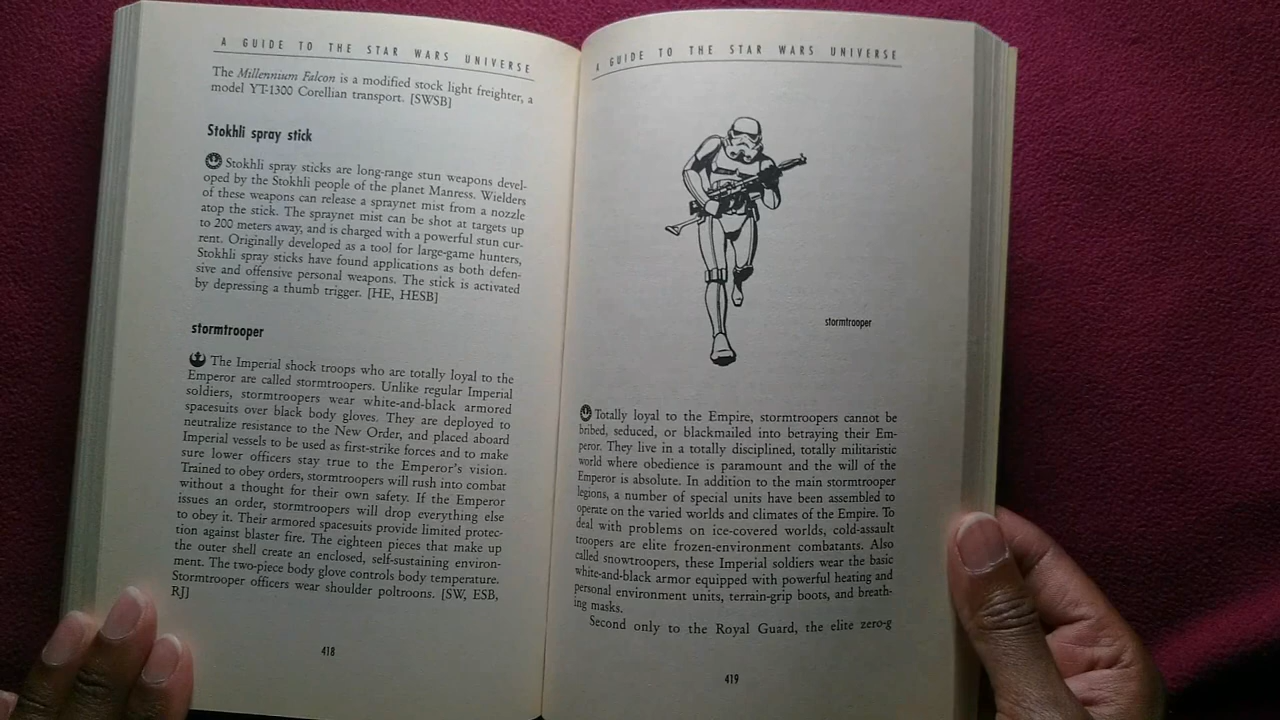 A GUIDE TO THE STAR WARS UNIVERSE
The Millennium Falcon is a modified stock light freighter, a
model YT-1300 Corellian transport. [SWSB]
Stokhli spray stick
Stokhli spray sticks are long-range stun weapons devel-
oped by the Stokhli people of the planet Manress. Wielders
of these weapons can release a spraynet mist from a nozzle
atop the stick. The spraynet mist can be shot at targets up
to 200 meters away, and is charged with a powerful stun cur-
rent. Originally developed as a tool for large-game hunters,
Stokhli spray sticks have found applications as both defen-
sive and offensive personal weapons. The stick is activated
by depressing a thumb trigger. [HE, HESB]
stormtrooper
The Imperial shock troops who are totally loyal to the
Emperor are called stormtroopers. Unlike regular Imperial
soldiers, stormtroopers wear white-and-black armored
spacesuits over black body gloves. They are deployed to
neutralize resistance to the New Order, and placed aboard
Imperial vessels to be used as first-strike forces and to make
sure lower officers stay true to the Emperor's vision.
Trained to obey orders, stormtroopers will rush into combat
without a thought for their own safety. If the Emperor
issues an order, stormtroopers will drop everything else
to obey it. Their armored spacesuits provide limited protec-
tion against blaster fire. The eighteen pieces that make up
the outer shell create an enclosed, self-sustaining environ-
ment. The two-piece body glove controls body temperature.
Stormtrooper officers wear shoulder poltroons. [SW, ESB,
RJ]
418
A GUIDE TO THE STAR WARS UNIVERSE
stormtrooper
Totally loyal to the Empire, stormtroopers cannot be
bribed, seduced, or blackmailed into betraying their Em-
peror. They live in a totally disciplined, totally militaristic
world where obedience is paramount and the will of the
Emperor is absolute. In addition to the main stormtrooper
legions, a number of special units have been assembled to
operate on the varied worlds and climates of the Empire. To
deal with problems on ice-covered worlds, cold-assault
troopers are elite frozen-environment combatants. Also
called snowtroopers, these Imperial soldiers wear the basic
white-and-black armor equipped with powerful heating and
personal environment units, terrain-grip boots, and breath-
ing masks.
Second only to the Royal Guard, the elite zero-g
419